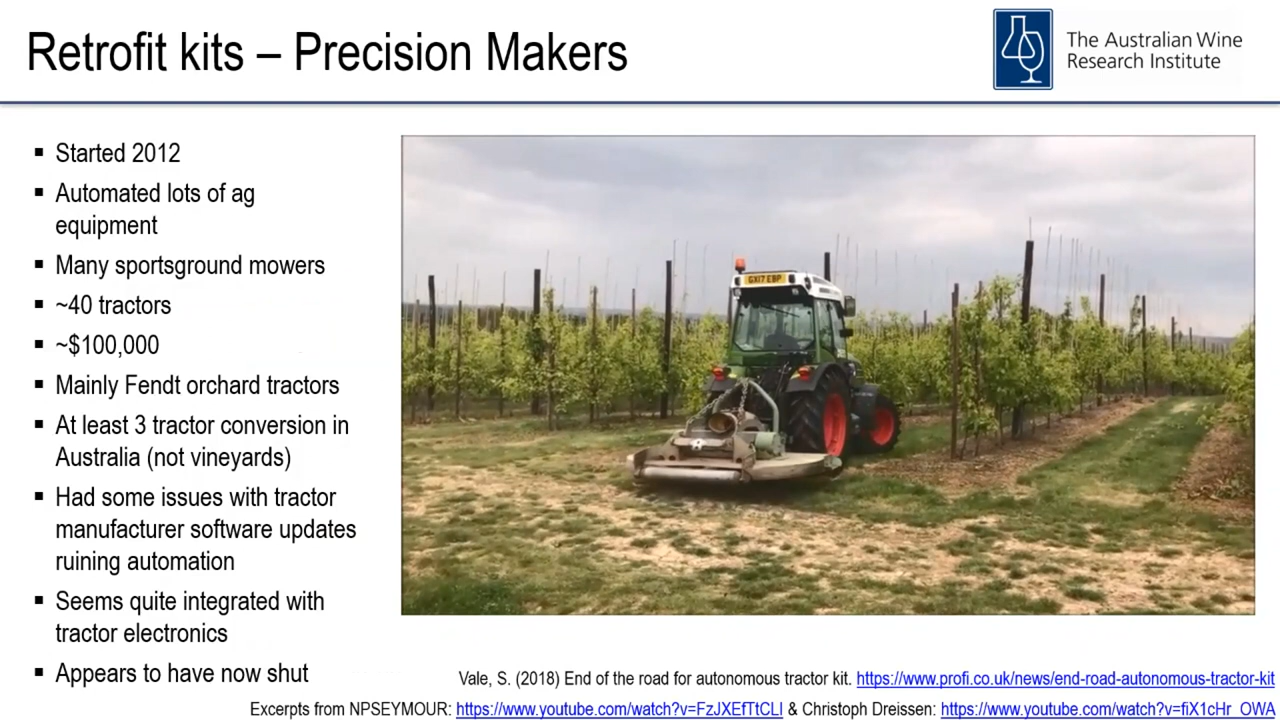 Retrofit kits – Precision Makers
The Australian Wine
Research Institute
▪ Started 2012
▪ Automated lots of ag
equipment
▪ Many sportsground mowers
▪ ~40 tractors
▪ ~$100,000
▪ Mainly Fendt orchard tractors
▪ At least 3 tractor conversion in
Australia (not vineyards)
▪ Had some issues with tractor
manufacturer software updates
ruining automation
▪ Seems quite integrated with
tractor electronics
▪ Appears to have now shut
GX17 EBP
Vale, S. (2018) End of the road for autonomous tractor kit. https://www.profi.co.uk/news/end-road-autonomous-tractor-kit
Excerpts from NPSEYMOUR: https://www.youtube.com/watch?v=FzJXEfTtCLI & Christoph Dreissen: https://www.youtube.com/watch?v=fiX1cHr_OWA